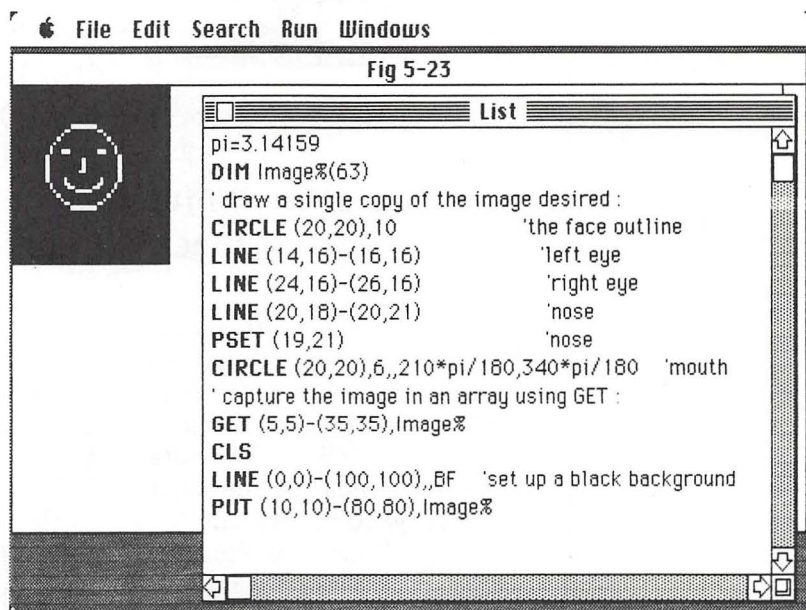 File Edit Search Run Windows
Fig 5-23
List
pi=3.14159
DIM Image%(63)
' draw a single copy of the image desired :
CIRCLE (20,20),10 'the face outline
LINE (14,16)-(16,16) 'left eye
LINE (24,16)-(26,16) 'right eye
LINE (20,18)-(20,21) 'nose
PSET (19,21) 'nose
CIRCLE (20,20),6,,210*pi/180,340*pi/180 'mouth
' capture the image in an array using GET :
GET (5,5)-(35,35),Image%
CLS
LINE (0,0)-(100,100),,BF 'set up a black background
PUT (10,10)-(80,80),Image%